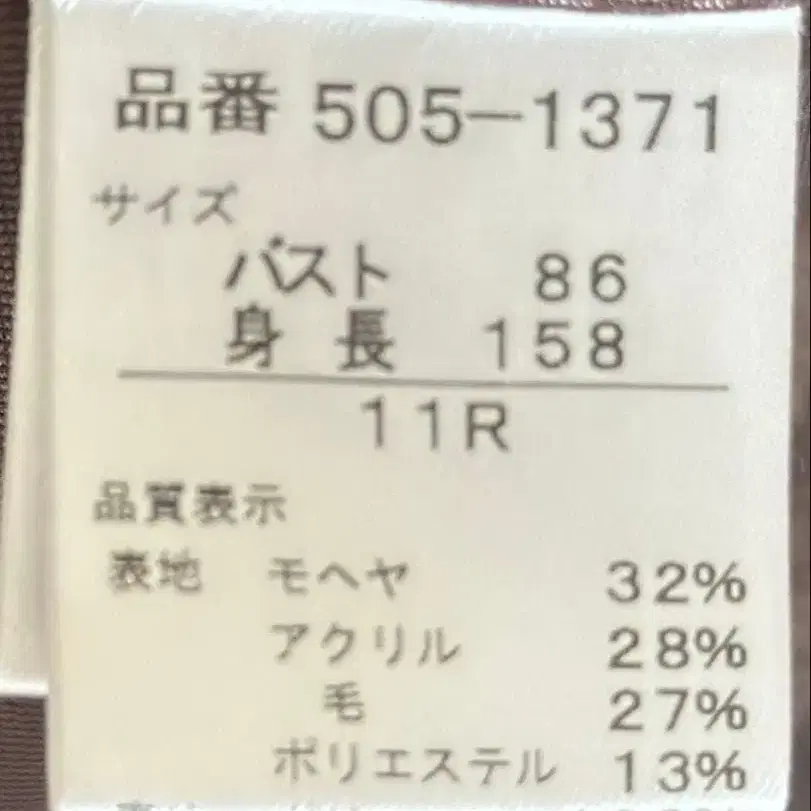 品番 505-1371
サイズ
バスト 86
身長 158
11R
品質表示
表地 モヘヤ 32%
アクリル 28%
毛 27%
ポリエステル 13%